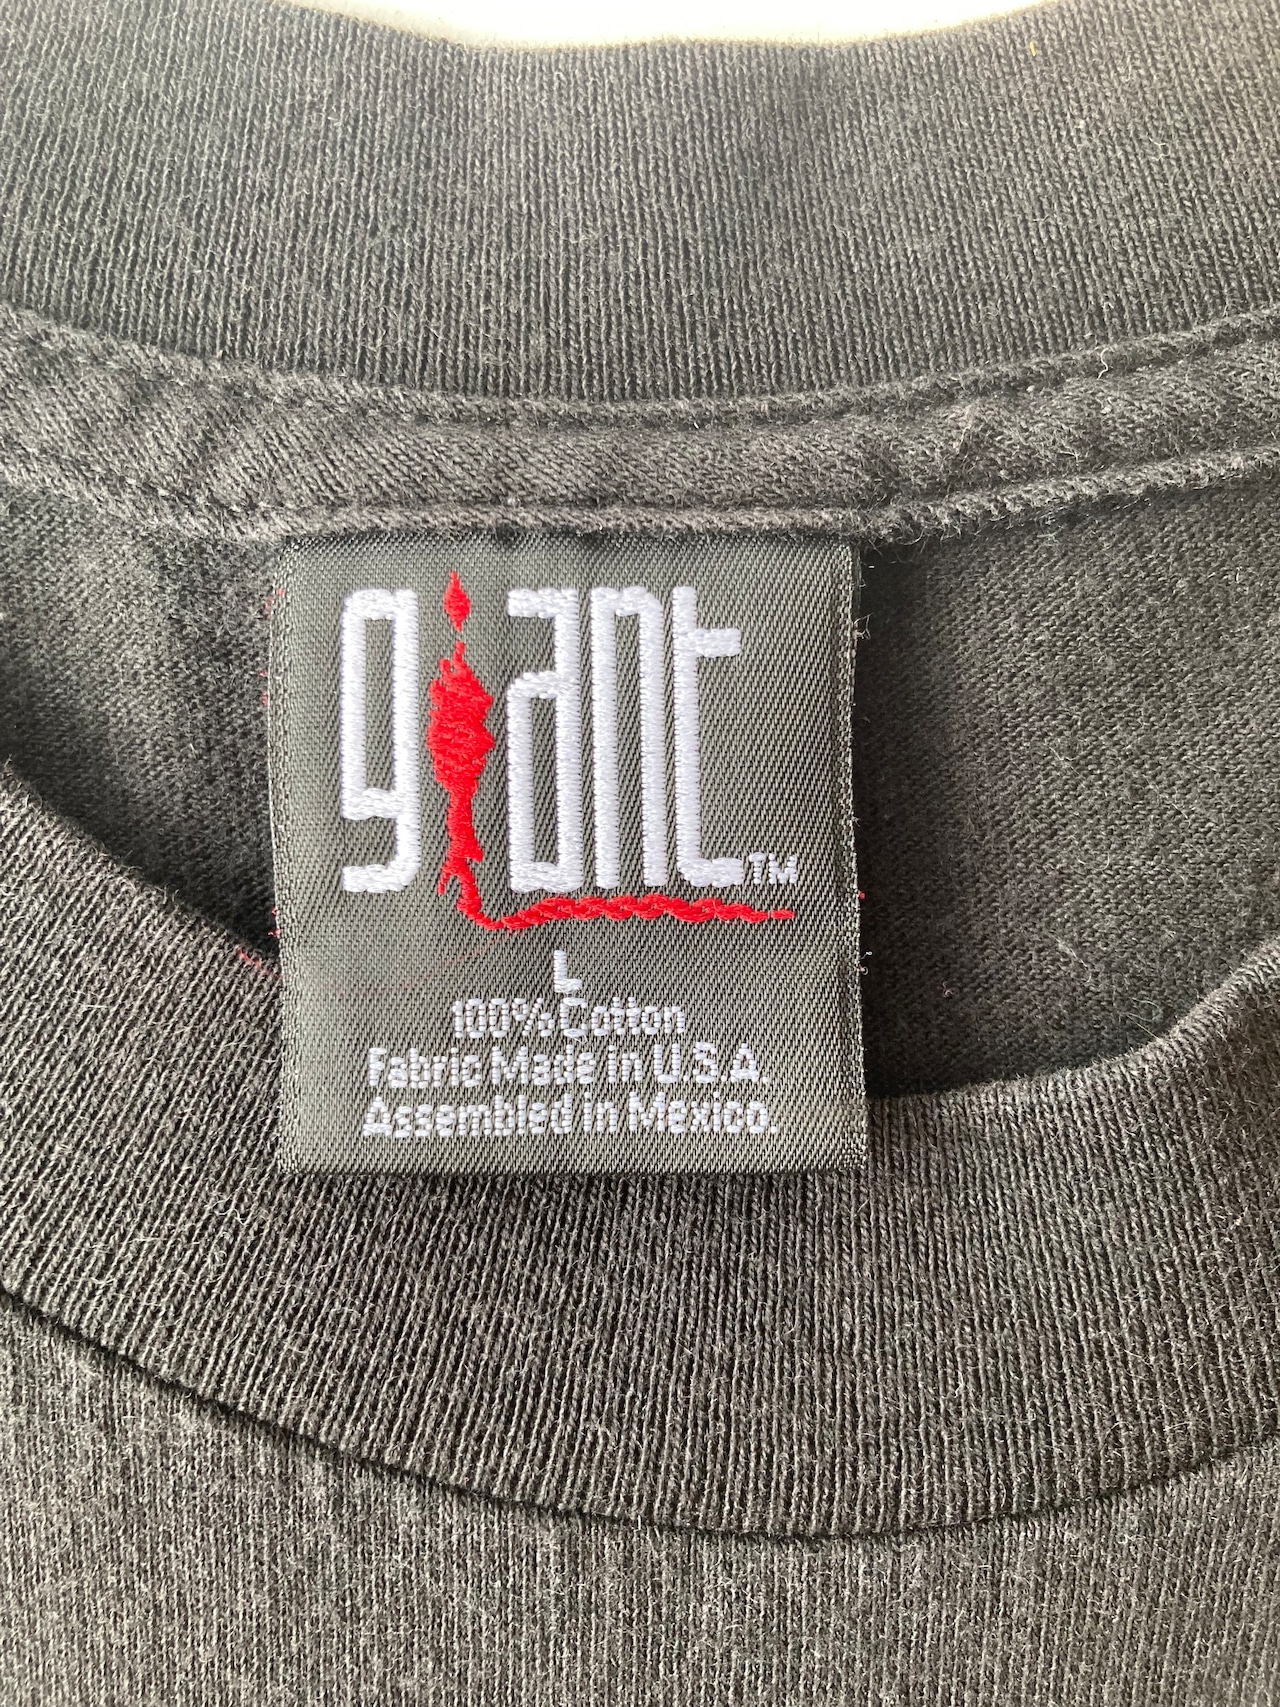 giant™
L
100% Cotton
Fabric Made in U.S.A.
Assembled in Mexico.